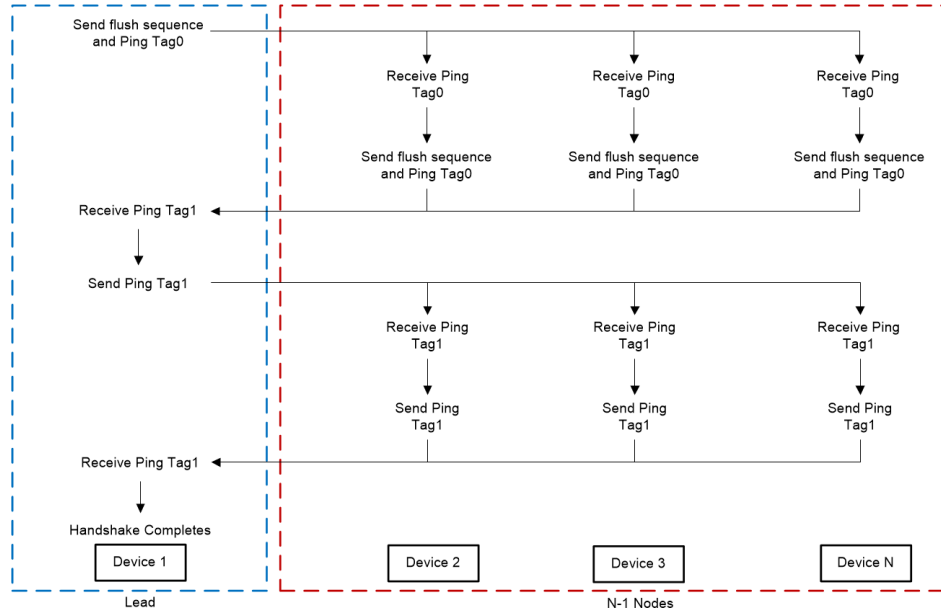 Send flush sequence
and Ping Tag0
Receive Ping
Tag0
Receive Ping
Tag0
Receive Ping
Tag0
Send flush sequence
and Ping Tag0
Send flush sequence
and Ping Tag0
Send flush sequence
and Ping Tag0
Receive Ping Tag1
Send Ping Tag1
Receive Ping
Tag1
Receive Ping
Tag1
Receive Ping
Tag1
Send Ping
Tag1
Send Ping
Tag1
Send Ping
Tag1
Receive Ping Tag1
Handshake Completes
Device 1
Device 2
Device 3
Device N
Lead
N-1 Nodes